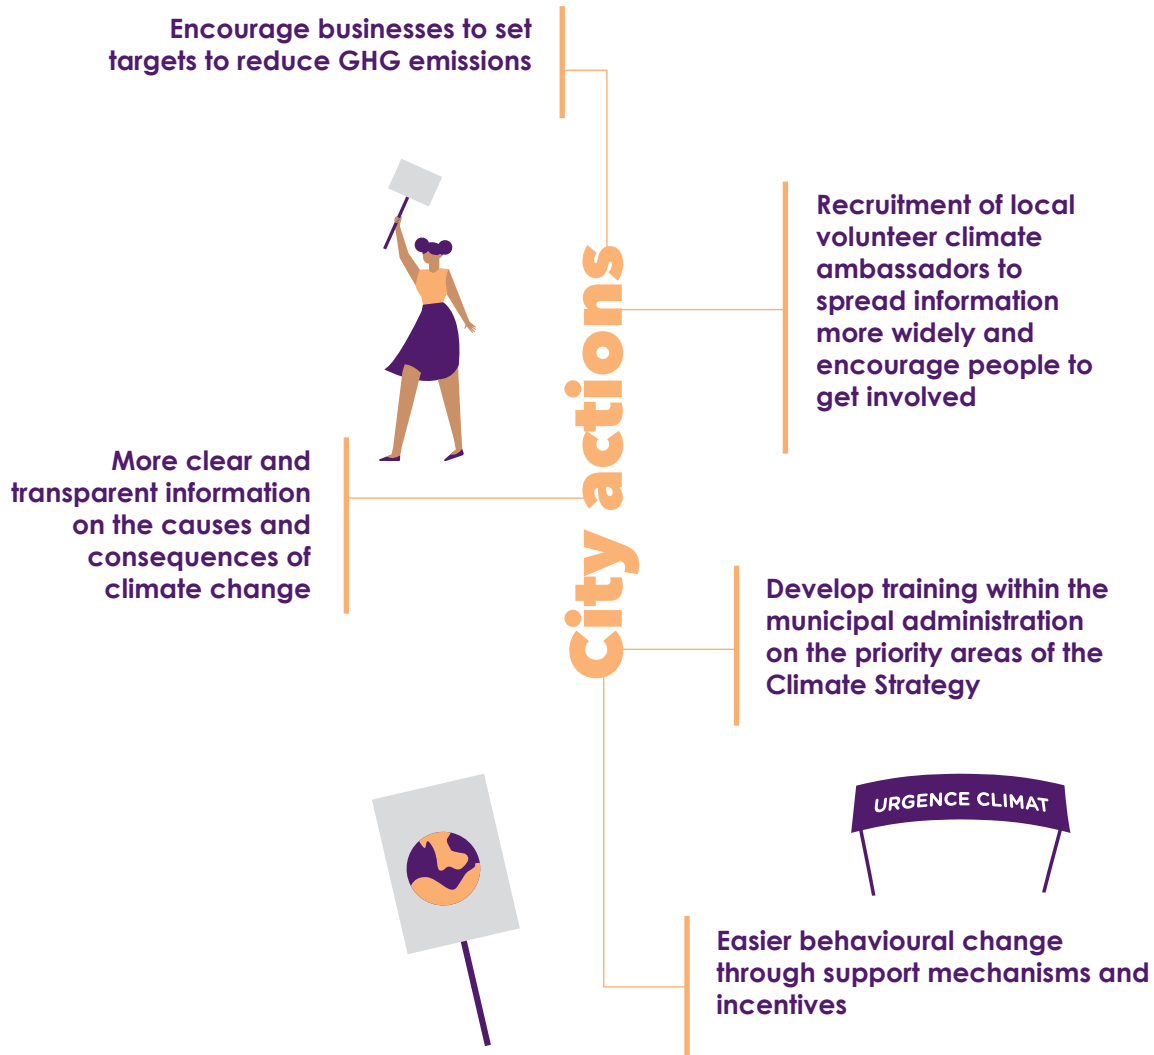 Encourage businesses to set
targets to reduce GHG emissions
Recruitment of local
volunteer climate
ambassadors to
spread information
more widely and
encourage people to
get involved
City actions
More clear and
transparent information
on the causes and
consequences of
climate change
Develop training within the
municipal administration
on the priority areas of the
Climate Strategy
URGENCE CLIMAT
Easier behavioural change
through support mechanisms and
incentives